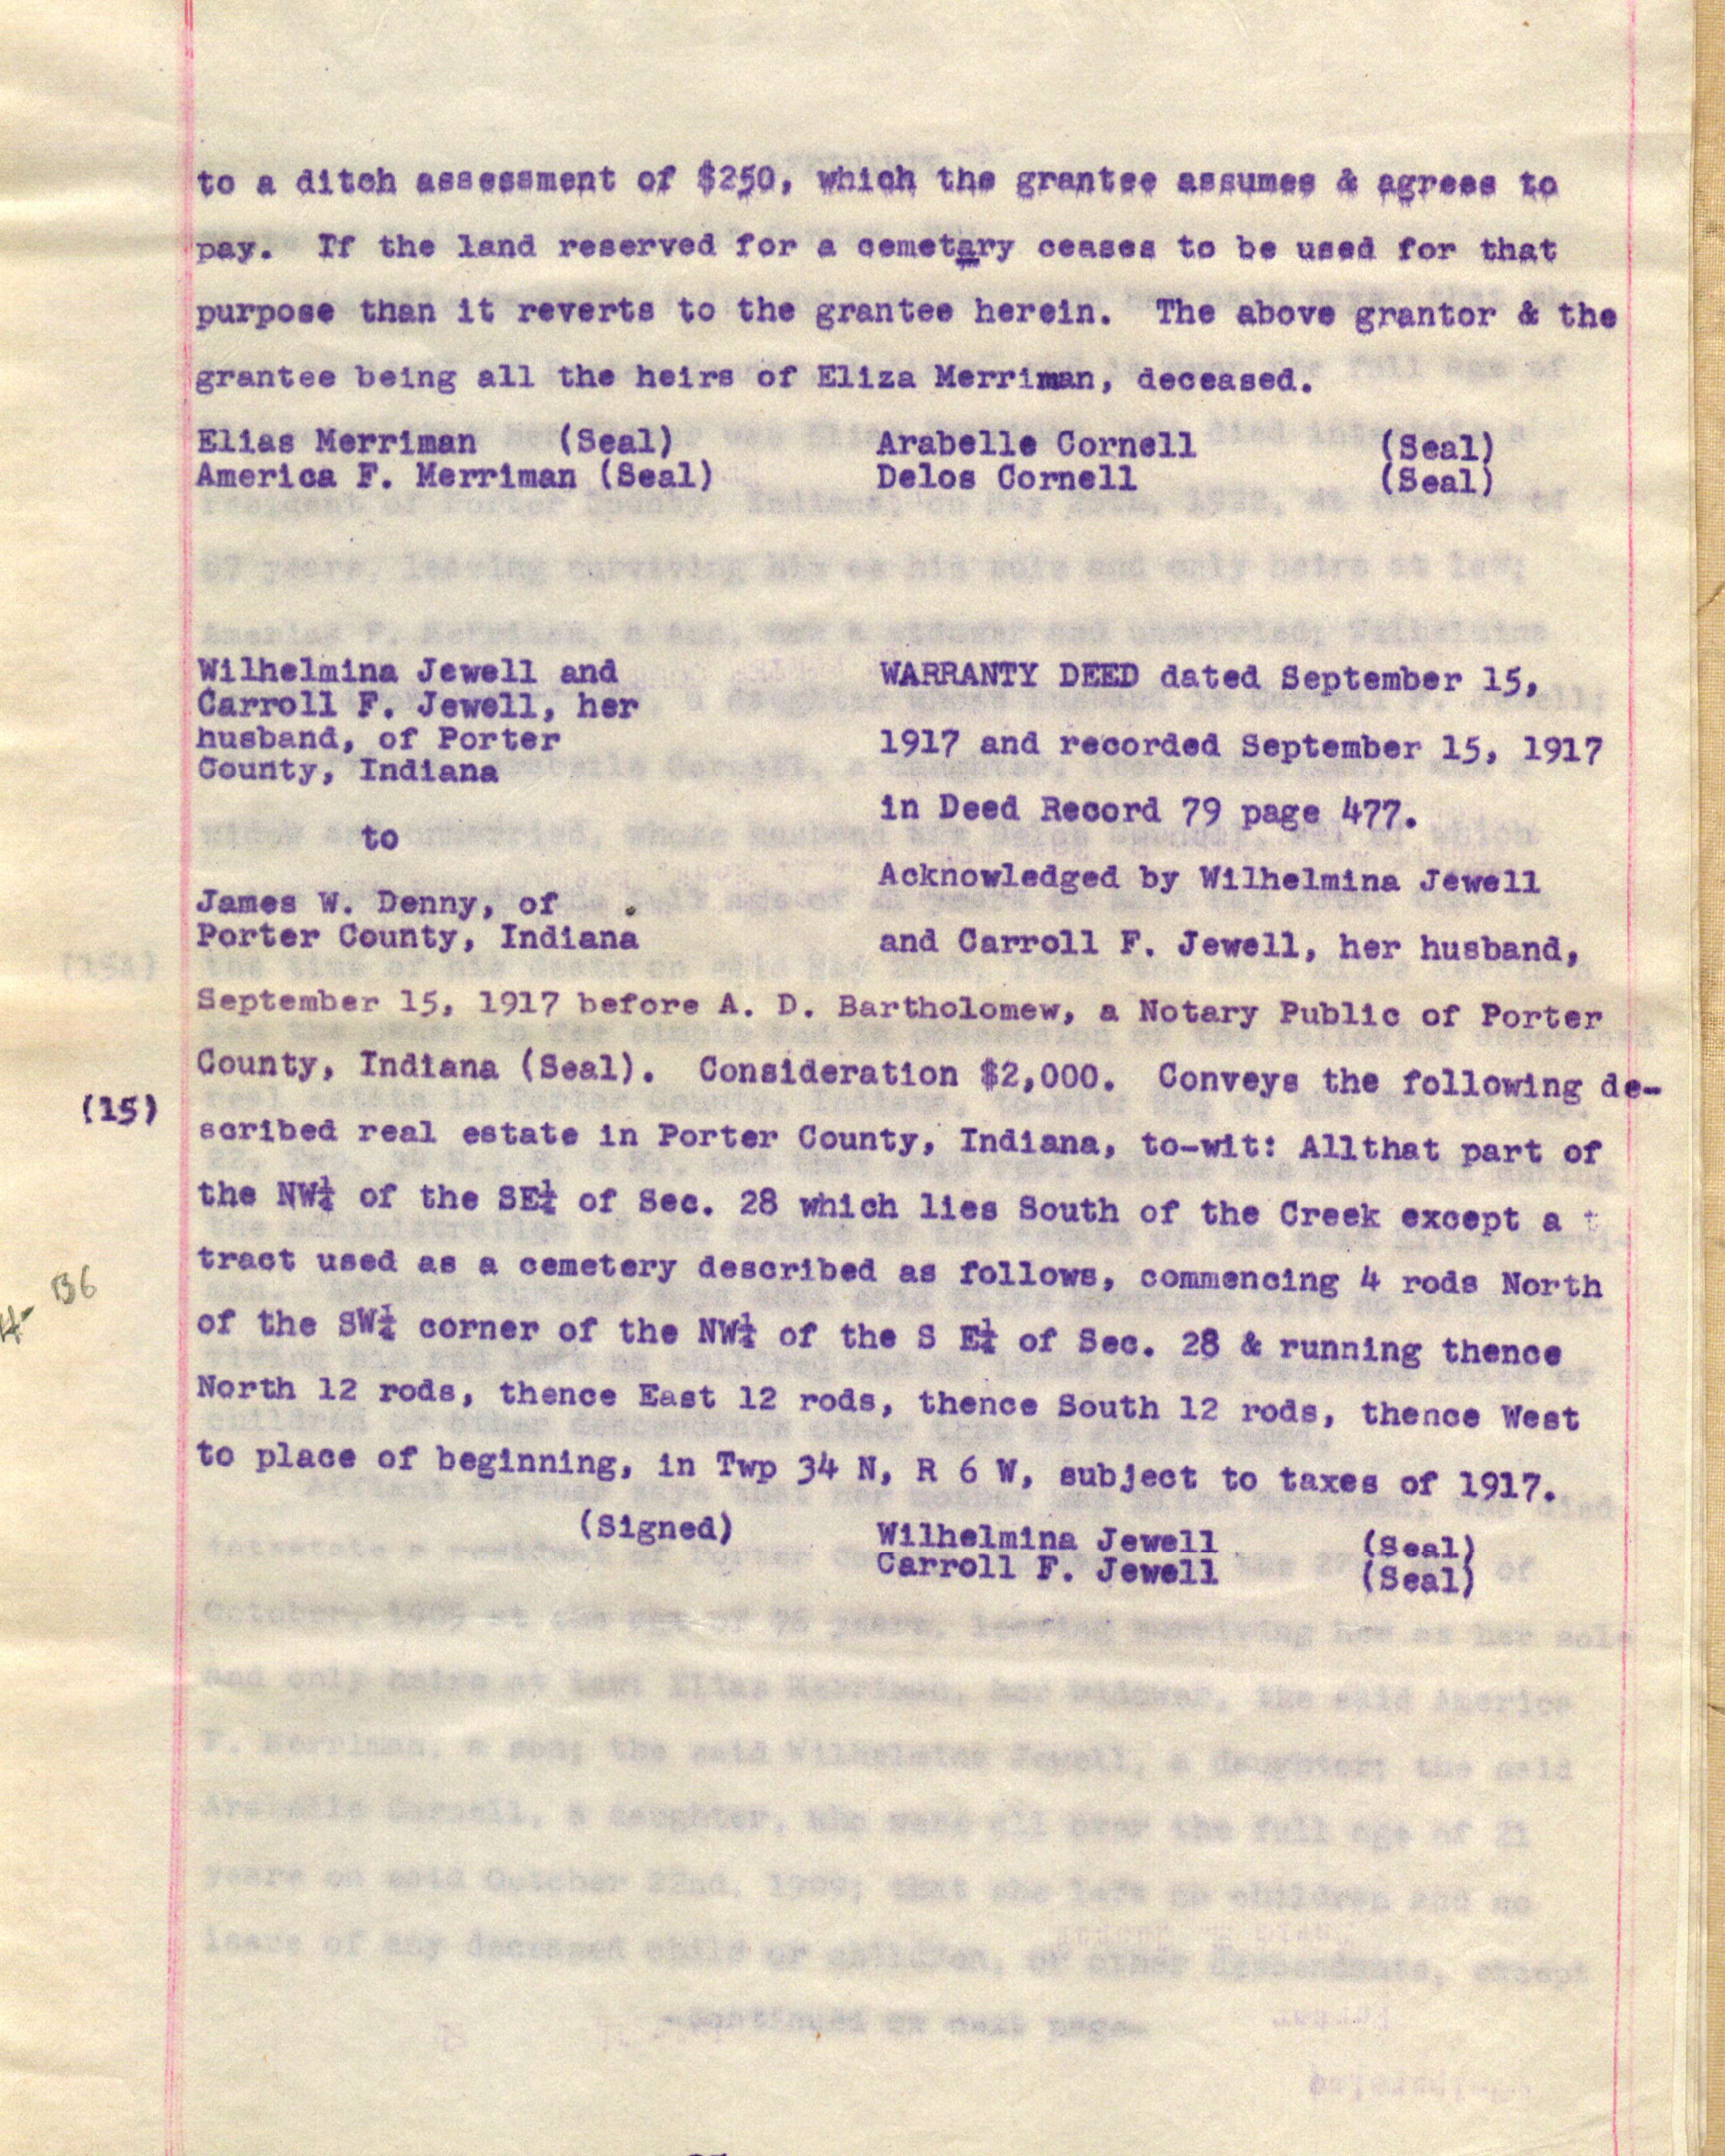 to a ditch assessment of $250, which the grantee assumes & agrees to
pay. If the land reserved for a cemetary ceases to be used for that
purpose than it reverts to the grantee herein. The above grantor & the
grantee being all the heirs of Eliza Merriman, deceased.
Elias Merriman (Seal) Arabelle Cornell (Seal)
America F. Merriman (Seal) Delos Cornell (Seal)
Wilhelmina Jewell and
Carroll F. Jewell, her
husband, of Porter
County, Indiana
to
James W. Denny, of
Porter County, Indiana
WARRANTY DEED dated September 15,
1917 and recorded September 15, 1917
in Deed Record 79 page 477.
Acknowledged by Wilhelmina Jewell
and Carroll F. Jewell, her husband,
September 15, 1917 before A. D. Bartholomew, a Notary Public of Porter
County, Indiana (Seal). Consideration $2,000. Conveys the following de-
(15)
scribed real estate in Porter County, Indiana, to-wit: Allthat part of
the NW¼ of the SE¼ of Sec. 28 which lies South of the Creek except a t
tract used as a cemetery described as follows, commencing 4 rods North
136
of the SW¼ corner of the NW¼ of the S E¼ of Sec. 28 & running thence
North 12 rods, thence East 12 rods, thence South 12 rods, thence West
to place of beginning, in Twp 34 N, R 6 W, subject to taxes of 1917.
(Signed) Wilhelmina Jewell (Seal)
Carroll F. Jewell (Seal)